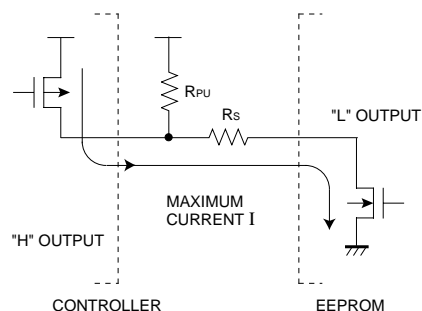 RPU
RS
"L" OUTPUT
MAXIMUM
CURRENT I
"H" OUTPUT
CONTROLLER
EEPROM